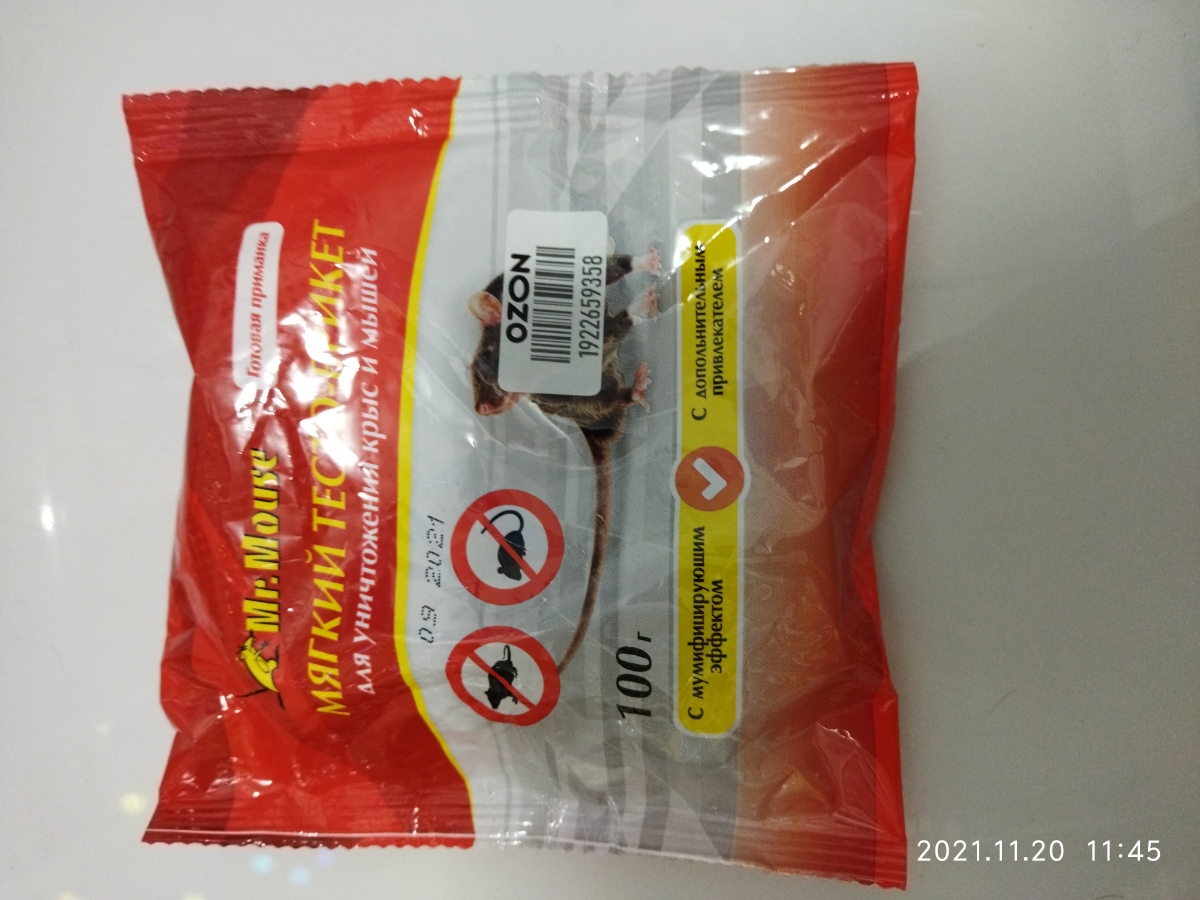 Готовая приманка
Mr. Mouse
МЯГКИЙ ТЕСТО-БРИКЕТ
для уничтожения крыс и мышей
09 2021
OZON
1922659358
100 г
С мумифицирующим
эффектом
С дополнительным
привлекателем
2021.11.20 11:45